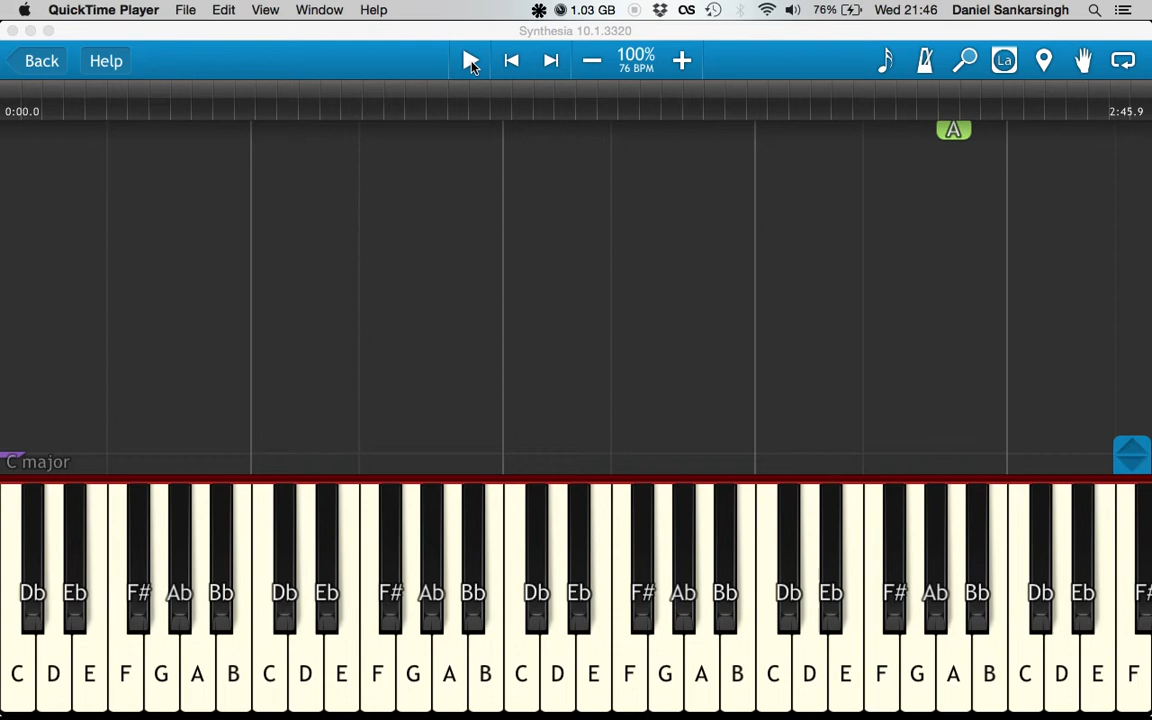 QuickTime Player File Edit View Window Help 1.03 GB 76% Wed 21:46 Daniel Sankarsingh
Synthesia 10.1.3320
Back Help 100% La
76 BPM
0:00.0 2:45.9
A
C major
Db Eb F# Ab Bb Db Eb F# Ab Bb Db Eb F# Ab Bb Db Eb F# Ab Bb Db Eb F#
C D E F G A B C D E F G A B C D E F G A B C D E F G A B C D E F